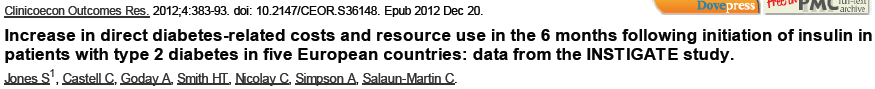 Clinicoecon Outcomes Res. 2012;4:383-93. doi: 10.2147/CEOR.S36148. Epub 2012 Dec 20.
Dovepress
PMC
archive
Increase in direct diabetes-related costs and resource use in the 6 months following initiation of insulin in
patients with type 2 diabetes in five European countries: data from the INSTIGATE study.
Jones S1, Castell C, Goday A, Smith HT, Nicolay C, Simpson A, Salaun-Martin C.